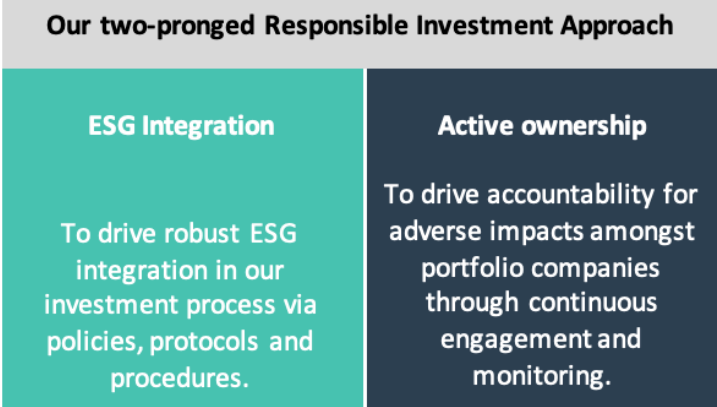 Our two-pronged Responsible Investment Approach
ESG Integration
To drive robust ESG
integration in our
investment process via
policies, protocols and
procedures.
Active ownership
To drive accountability for
adverse impacts amongst
portfolio companies
through continuous
engagement and
monitoring.